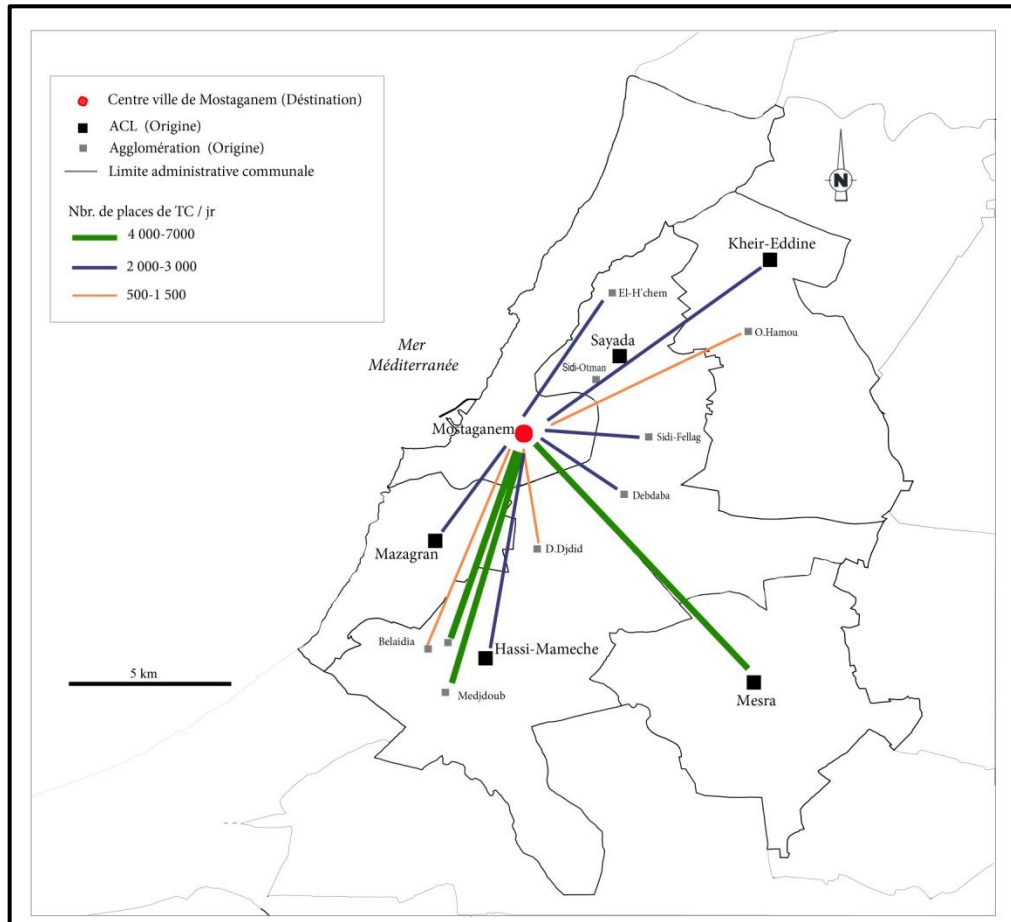 Centre ville de Mostaganem (Déstination)
ACL (Origine)
Agglomération (Origine)
Limite administrative communale
Nbr. de places de TC / jr
4 000-7000
2 000-3 000
500-1 500
N
Kheir-Eddine
El-H'chem
O.Hamou
Sayada
Mer
Méditerranée
Sidi-Otman
Mostaganem
Sidi-Fellag
Debdaba
Mazagran
D.Djdid
Belaidia
Hassi-Mameche
5 km
Medjdoub
Mesra